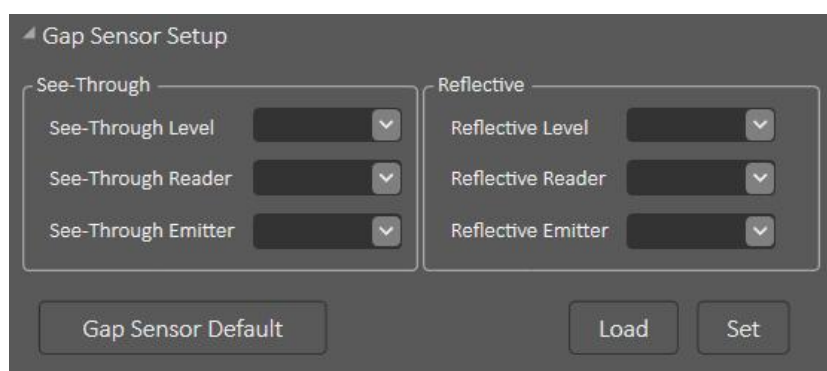 Gap Sensor Setup
See-Through
See-Through Level
See-Through Reader
See-Through Emitter
Reflective
Reflective Level
Reflective Reader
Reflective Emitter
Gap Sensor Default
Load
Set